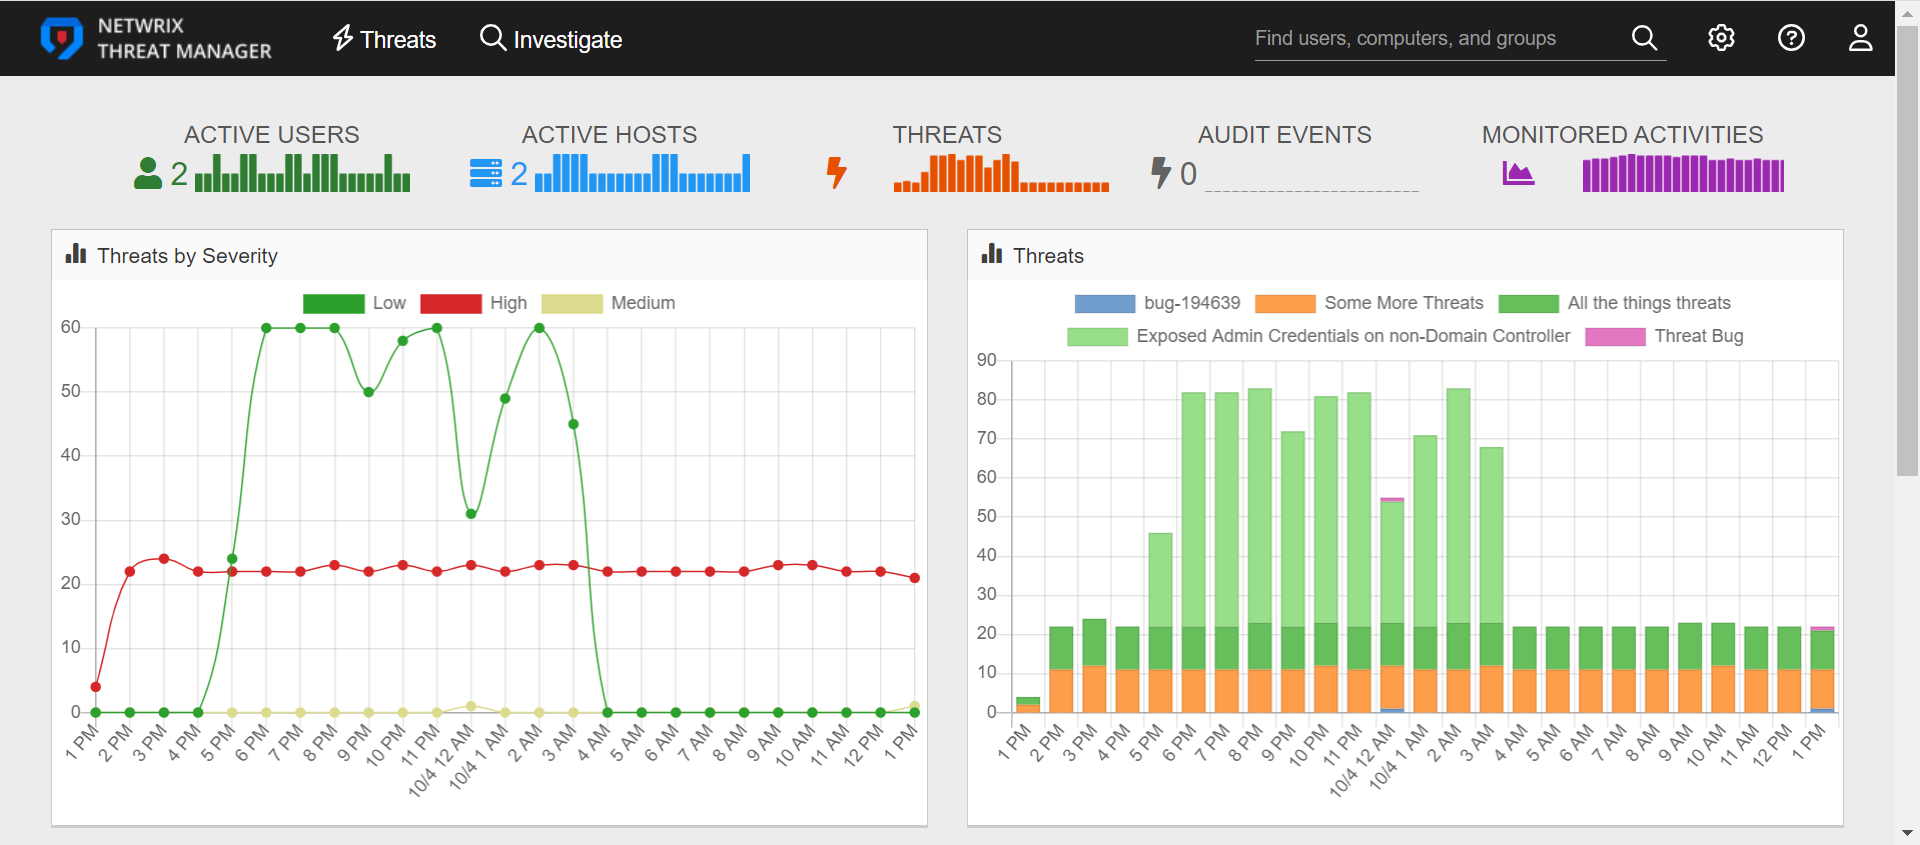 NETWRIX
THREAT MANAGER
Threats
Investigate
Find users, computers, and groups
ACTIVE USERS
2
ACTIVE HOSTS
2
THREATS
AUDIT EVENTS
0
MONITORED ACTIVITIES
Threats by Severity
Low High Medium
60
50
40
30
20
10
0
1 PM 2 PM 3 PM 4 PM 5 PM 6 PM 7 PM 8 PM 9 PM 10 PM 11 PM 10/4 12 AM 10/4 1 AM 2 AM 3 AM 4 AM 5 AM 6 AM 7 AM 8 AM 9 AM 10 AM 11 AM 12 PM 1 PM
Threats
bug-194639 Some More Threats All the things threats
Exposed Admin Credentials on non-Domain Controller Threat Bug
90
80
70
60
50
40
30
20
10
0
1 PM 2 PM 3 PM 4 PM 5 PM 6 PM 7 PM 8 PM 9 PM 10 PM 11 PM 10/4 12 AM 10/4 1 AM 2 AM 3 AM 4 AM 5 AM 6 AM 7 AM 8 AM 9 AM 10 AM 11 AM 12 PM 1 PM